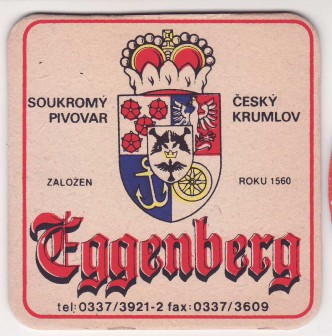 SOUKROMÝ PIVOVAR
ČESKÝ KRUMLOV
ZALOŽEN
ROKU 1560
Eggenberg
tel:0337/3921-2 fax:0337/3609